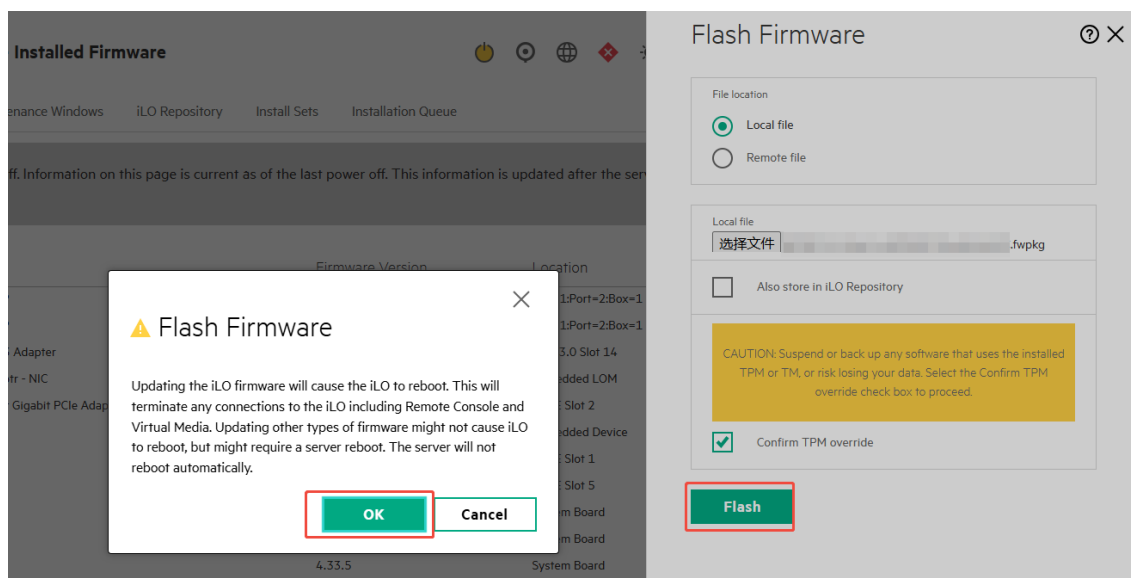 Installed Firmware
enance Windows iLO Repository Install Sets Installation Queue
ff. Information on this page is current as of the last power off. This information is updated after the ser
Firmware Version Location
1:Port=2:Box=1
1:Port=2:Box=1
Adapter 3.0 Slot 14
tr - NIC edded LOM
Gigabit PCIe Adap Slot 2
edded Device
Slot 1
Slot 5
m Board
m Board
4.33.5 System Board
Flash Firmware
Updating the iLO firmware will cause the iLO to reboot. This will
terminate any connections to the iLO including Remote Console and
Virtual Media. Updating other types of firmware might not cause iLO
to reboot, but might require a server reboot. The server will not
reboot automatically.
OK Cancel
Flash Firmware
File location
Local file
Remote file
Local file
选择文件 .fwpkg
Also store in iLO Repository
CAUTION: Suspend or back up any software that uses the installed
TPM or TM, or risk losing your data. Select the Confirm TPM
override check box to proceed.
Confirm TPM override
Flash